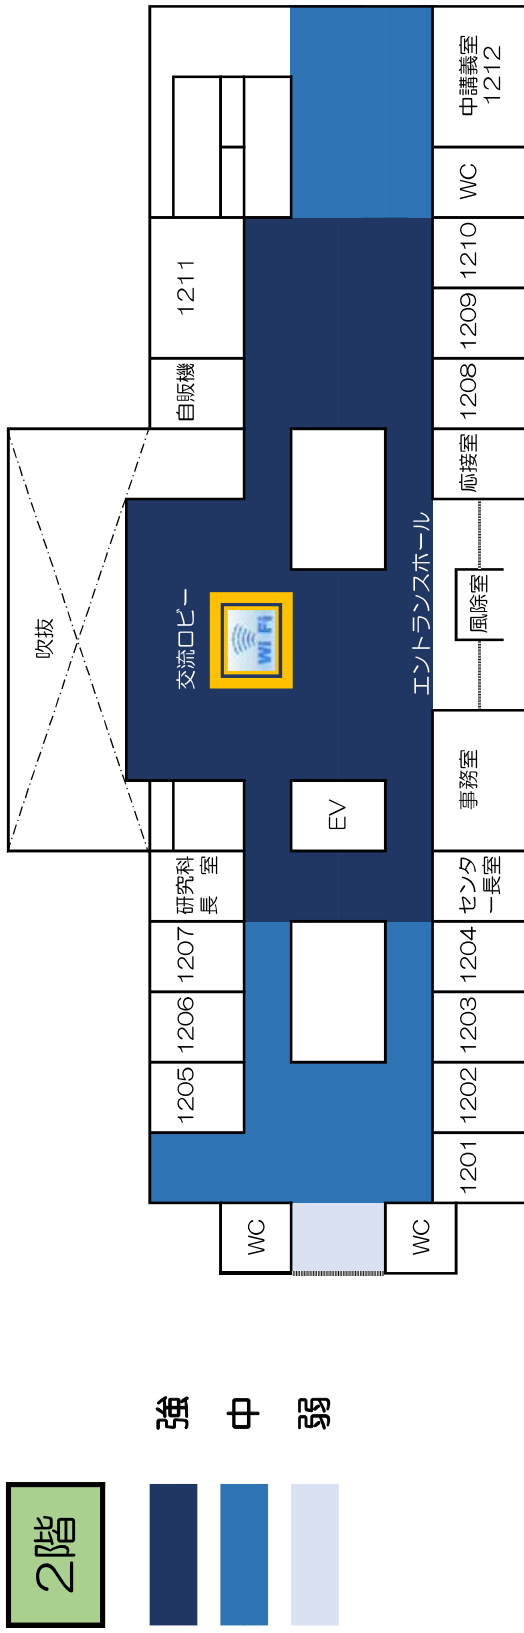 2階
強
中
弱
吹抜
交流ロビー
Wi Fi
エントランスホール
EV
WC
WC
1205
1206
1207
研究科
長　室
自販機
1211
1201
1202
1203
1204
センタ
ー長室
事務室
風除室
応接室
1208
1209
1210
WC
中講義室
1212